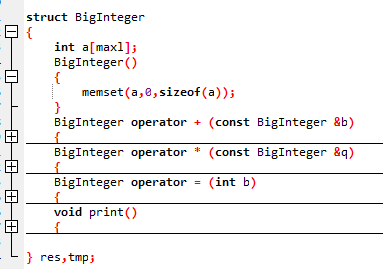 struct BigInteger
{
int a[maxl];
BigInteger()
{
memset(a,0,sizeof(a));
}
BigInteger operator + (const BigInteger &b)
{
BigInteger operator * (const BigInteger &q)
{
BigInteger operator = (int b)
{
void print()
{
} res,tmp;